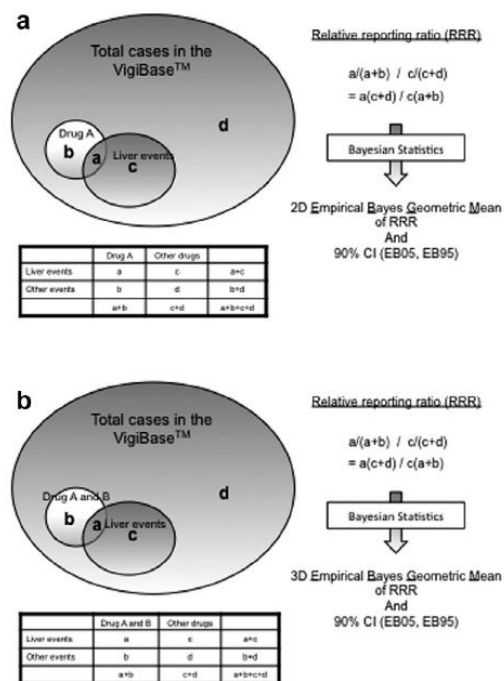 a
Total cases in the
VigiBase™
Drug A
b
a
Liver events
c
d
Relative reporting ratio (RRR)
a/(a+b) / c/(c+d)
= a(c+d) / c(a+b)
Bayesian Statistics
2D Empirical Bayes Geometric Mean
of RRR
And
90% CI (EB05, EB95)
Drug A Other drugs
Liver events a c a+c
Other events b d b+d
a+b c+d a+b+c+d
b
Total cases in the
VigiBase™
Drug A and B
b
a
Liver events
c
d
Relative reporting ratio (RRR)
a/(a+b) / c/(c+d)
= a(c+d) / c(a+b)
Bayesian Statistics
3D Empirical Bayes Geometric Mean
of RRR
And
90% CI (EB05, EB95)
Drug A and B Other drugs
Liver events a c a+c
Other events b d b+d
a+b c+d a+b+c+d